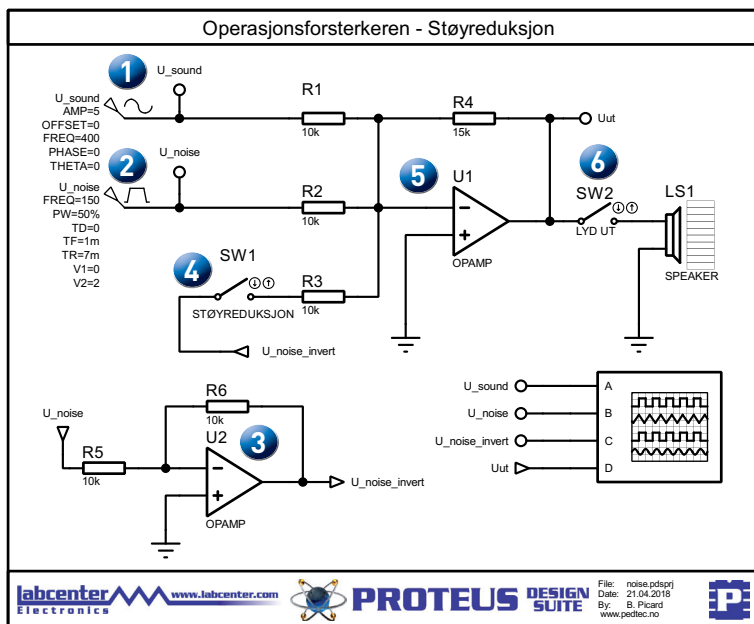 Operasjonsforsterkeren - Støyreduksjon
1
U_sound
U_sound
AMP=5
OFFSET=0
FREQ=400
PHASE=0
THETA=0
R1
10k
R4
15k
Uut
2
U_noise
U_noise
FREQ=150
PW=50%
TD=0
TF=1m
TR=7m
V1=0
V2=2
R2
10k
5
U1
OPAMP
6
SW2
LYD UT
LS1
SPEAKER
4
SW1
STØYREDUKSJON
R3
10k
U_noise_invert
U_noise
R5
10k
R6
10k
U2
3
OPAMP
U_noise_invert
U_sound
A
U_noise
B
U_noise_invert
C
Uut
D
labcenter
Electronics
www.labcenter.com
PROTEUS
DESIGN
SUITE
File: noise.pdsprj
Date: 21.04.2018
By: B. Picard
www.pedtec.no
P